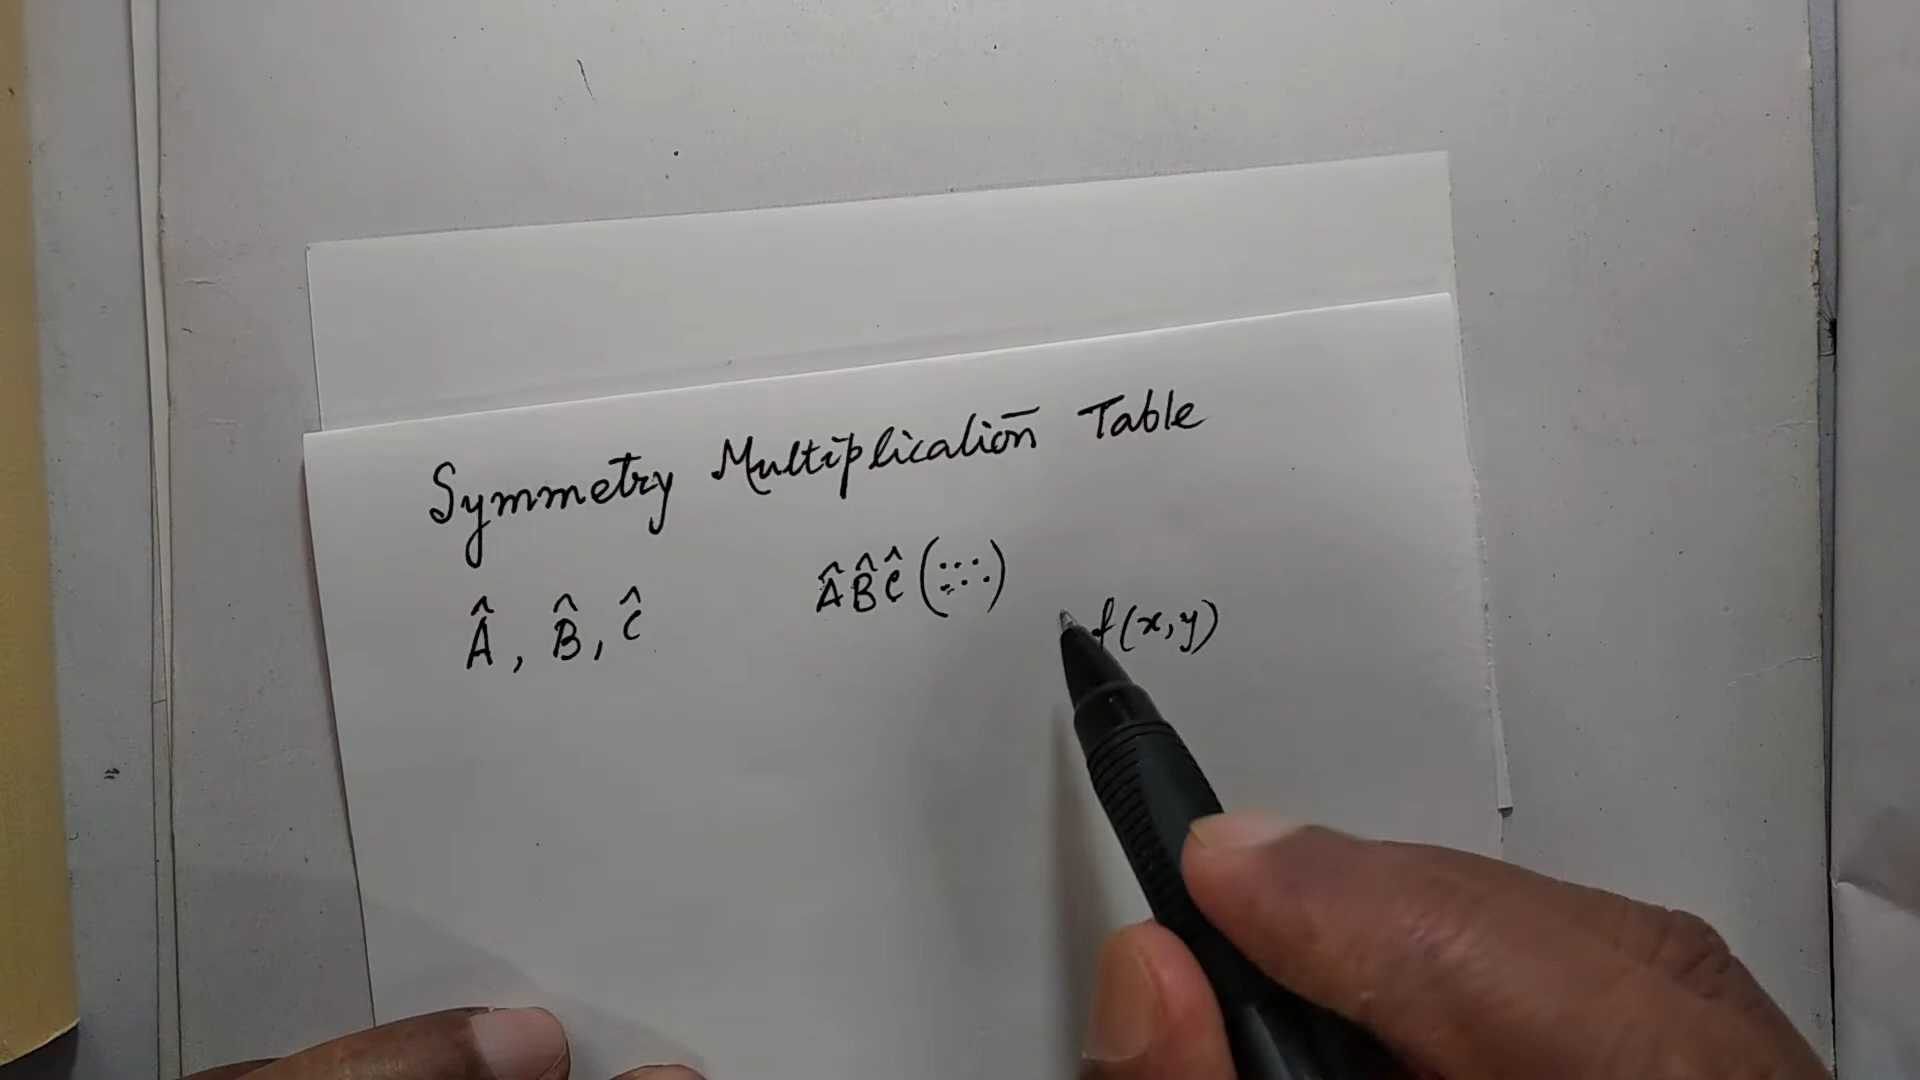 Symmetry Multiplication Table
Â, B̂, Ĉ
ÂB̂Ĉ(:::)
f(x,y)